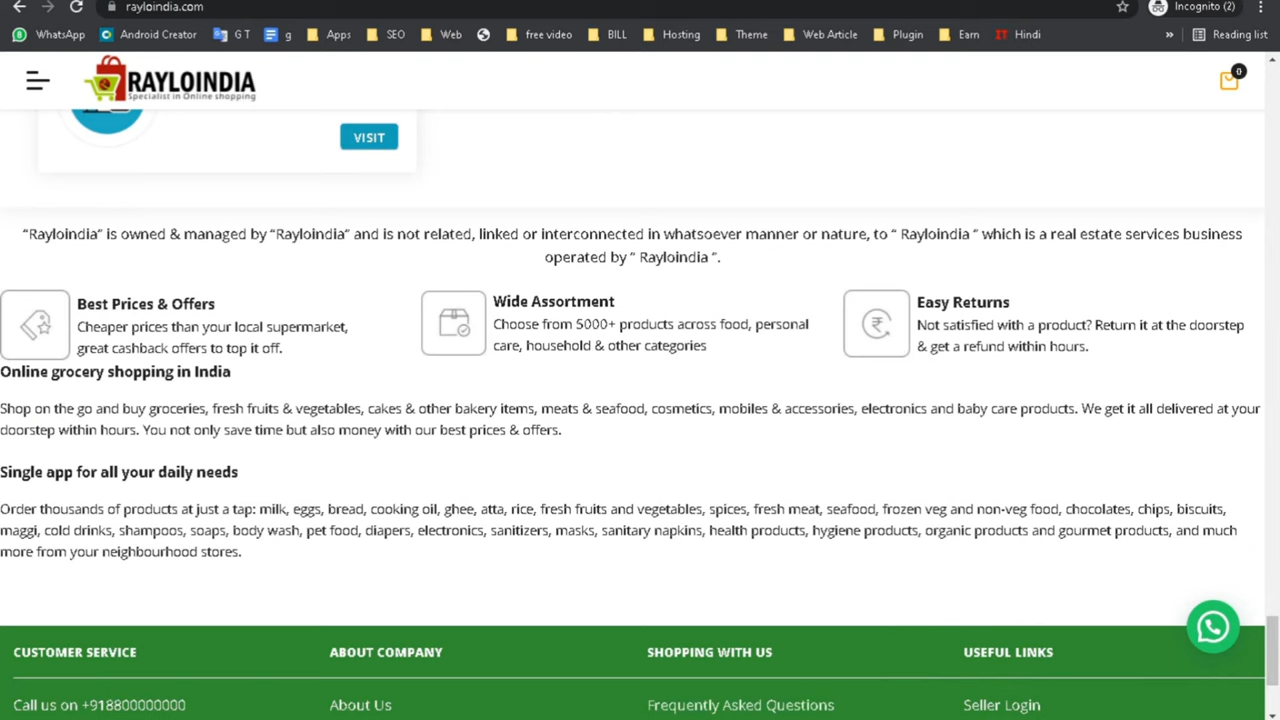 rayloindia.com
Incognito (2)
WhatsApp Android Creator G T g Apps SEO Web free video BILL Hosting Theme Web Article Plugin Earn IT Hindi » Reading list
RAYLOINDIA
Specialist in Online shopping
0
VISIT
“Rayloindia” is owned & managed by “Rayloindia” and is not related, linked or interconnected in whatsoever manner or nature, to “ Rayloindia ” which is a real estate services business
operated by “ Rayloindia ”.
Best Prices & Offers
Cheaper prices than your local supermarket,
great cashback offers to top it off.
Wide Assortment
Choose from 5000+ products across food, personal
care, household & other categories
Easy Returns
Not satisfied with a product? Return it at the doorstep
& get a refund within hours.
Online grocery shopping in India
Shop on the go and buy groceries, fresh fruits & vegetables, cakes & other bakery items, meats & seafood, cosmetics, mobiles & accessories, electronics and baby care products. We get it all delivered at your
doorstep within hours. You not only save time but also money with our best prices & offers.
Single app for all your daily needs
Order thousands of products at just a tap: milk, eggs, bread, cooking oil, ghee, atta, rice, fresh fruits and vegetables, spices, fresh meat, seafood, frozen veg and non-veg food, chocolates, chips, biscuits,
maggi, cold drinks, shampoos, soaps, body wash, pet food, diapers, electronics, sanitizers, masks, sanitary napkins, health products, hygiene products, organic products and gourmet products, and much
more from your neighbourhood stores.
CUSTOMER SERVICE ABOUT COMPANY SHOPPING WITH US USEFUL LINKS
Call us on +918800000000 About Us Frequently Asked Questions Seller Login